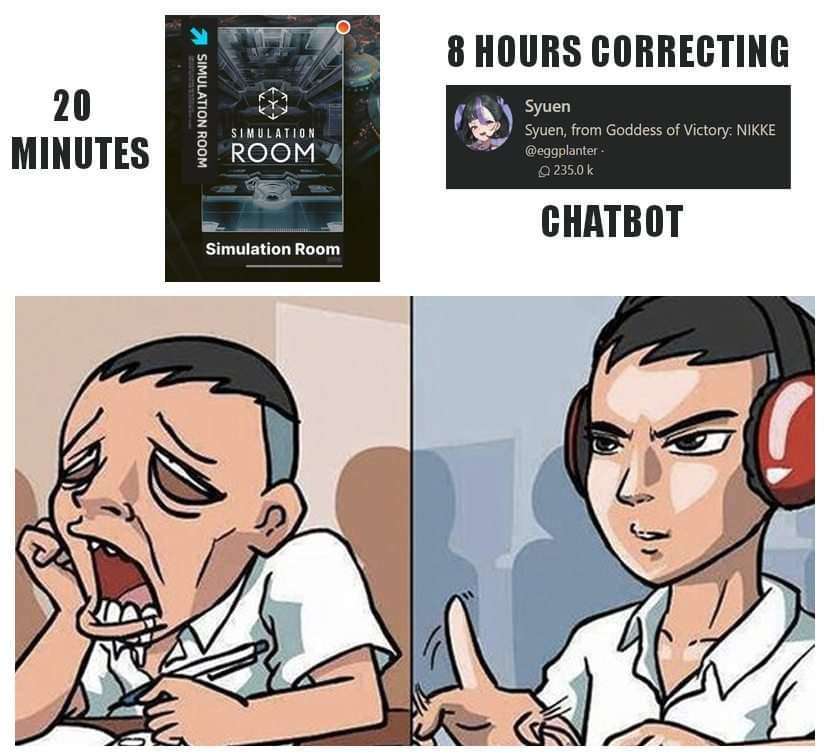 20
MINUTES
SIMULATION ROOM
SIMULATION
ROOM
Simulation Room
8 HOURS CORRECTING
Syuen
Syuen, from Goddess of Victory: NIKKE
@eggplanter ·
235.0 k
CHATBOT